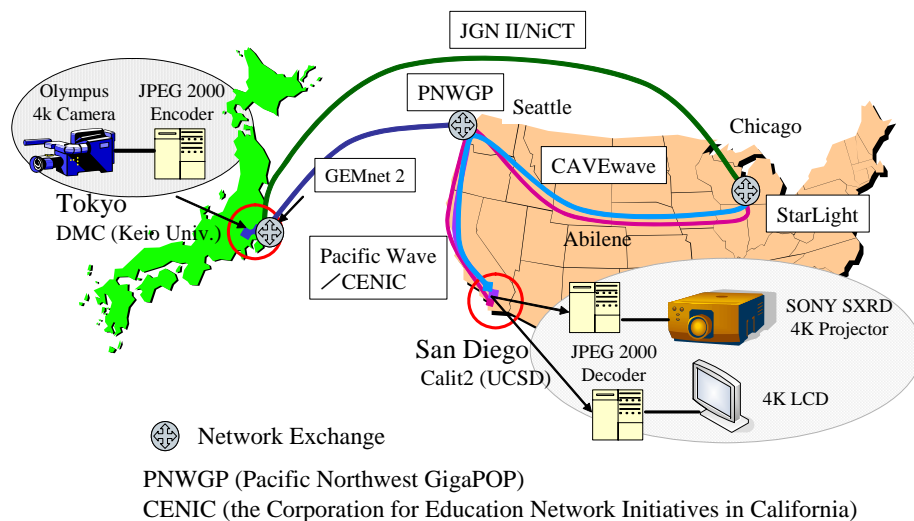 JGN II/NiCT
PNWGP
Seattle
Olympus
4k Camera
JPEG 2000
Encoder
Chicago
CAVEwave
GEMnet 2
Tokyo
DMC (Keio Univ.)
StarLight
Abilene
Pacific Wave
／CENIC
SONY SXRD
4K Projector
San Diego
Calit2 (UCSD)
JPEG 2000
Decoder
4K LCD
Network Exchange
PNWGP (Pacific Northwest GigaPOP)
CENIC (the Corporation for Education Network Initiatives in California)